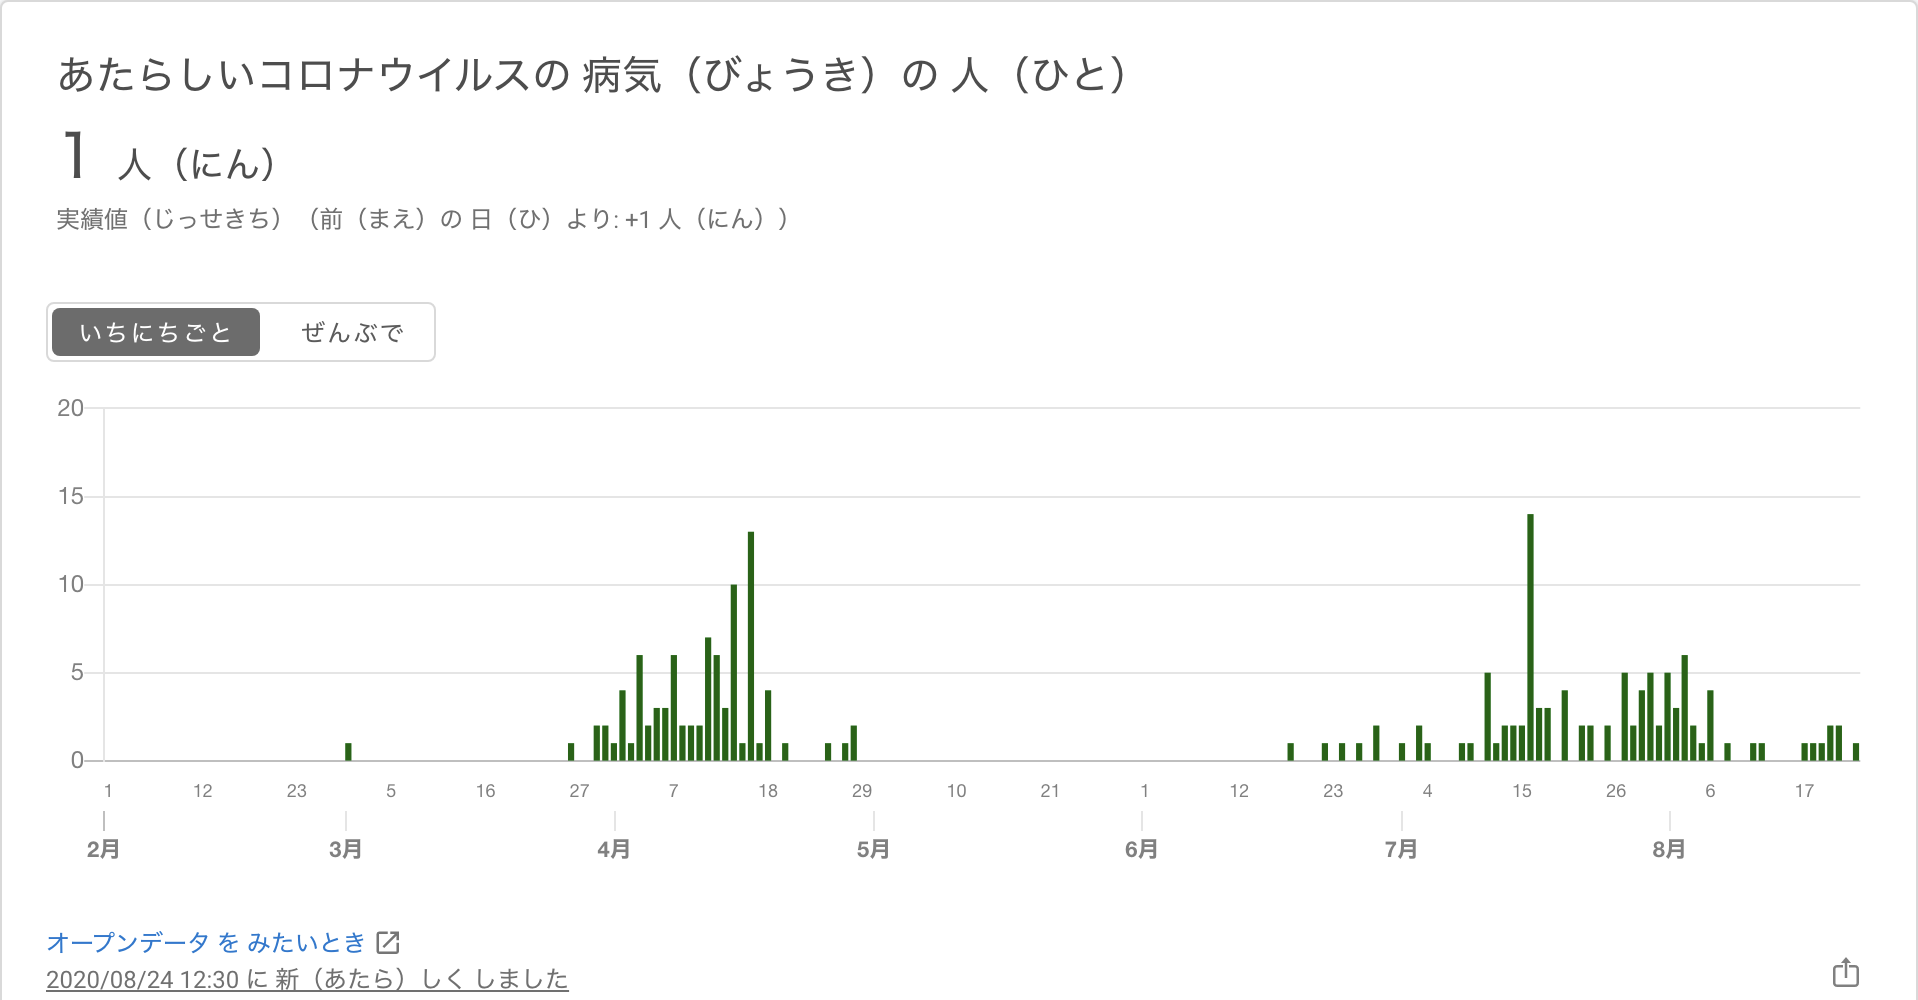 あたらしいコロナウイルスの 病気（びょうき）の 人（ひと）
1 人（にん）
実績値（じっせきち）（前（まえ）の 日（ひ）より: +1 人（にん））
いちにちごと ぜんぶで
20
15
10
5
0
1 12 23 5 16 27 7 18 29 10 21 1 12 23 4 15 26 6 17
2月 3月 4月 5月 6月 7月 8月
オープンデータ を みたいとき
2020/08/24 12:30 に 新（あたら）しく しました